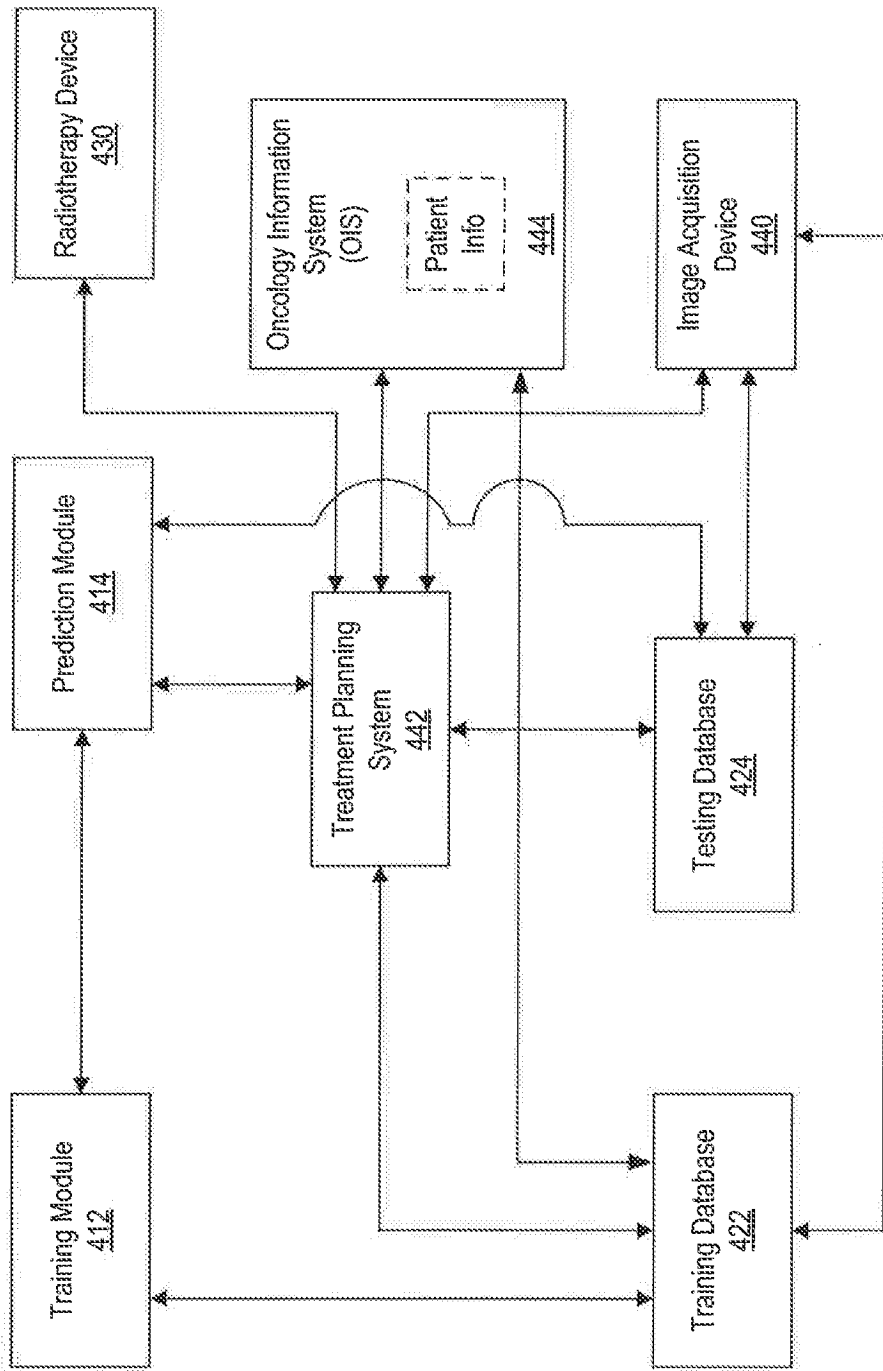 Training Module
412
Prediction Module
414
Radiotherapy Device
430
Treatment Planning
System
442
Oncology Information
System
(OIS)
Patient
Info
444
Training Database
422
Testing Database
424
Image Acquisition
Device
440